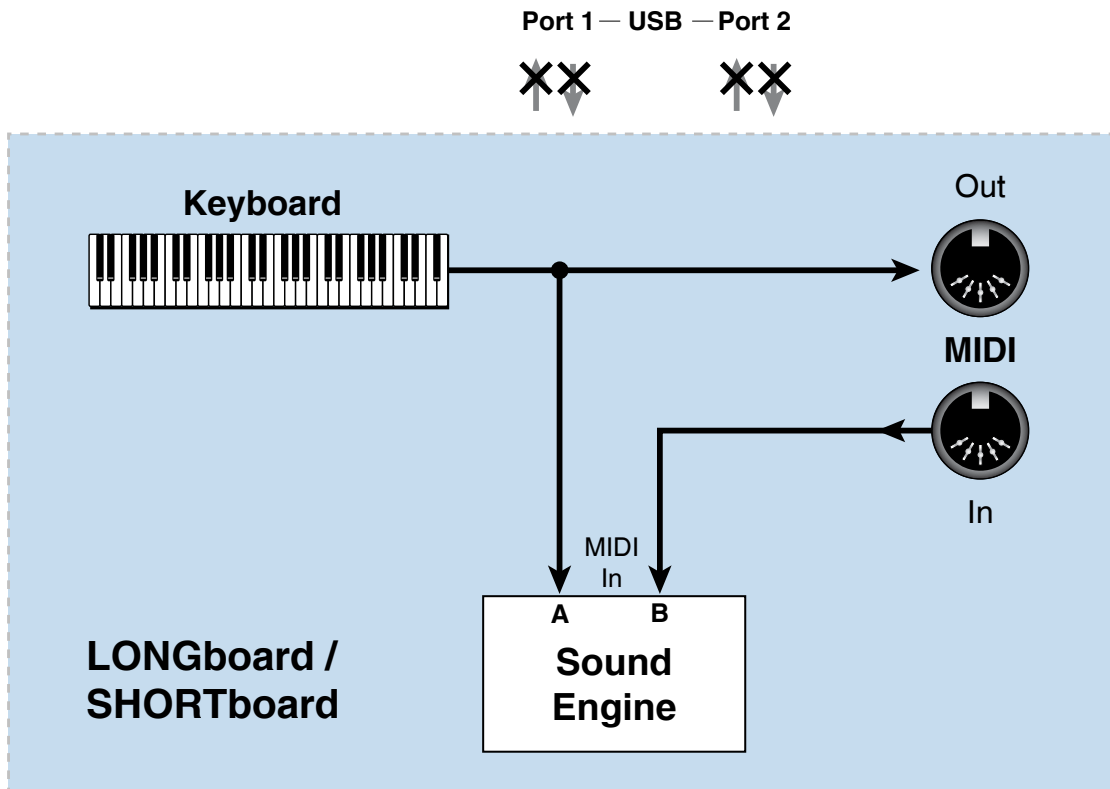 Port 1 — USB — Port 2
Keyboard
Out
MIDI
In
MIDI
In
A B
Sound
Engine
LONGboard /
SHORTboard